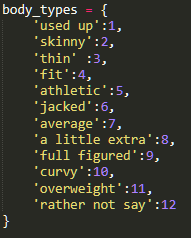 body_types = {
    'used up':1,
    'skinny':2,
    'thin' :3,
    'fit':4,
    'athletic':5,
    'jacked':6,
    'average':7,
    'a little extra':8,
    'full figured':9,
    'curvy':10,
    'overweight':11,
    'rather not say':12
}